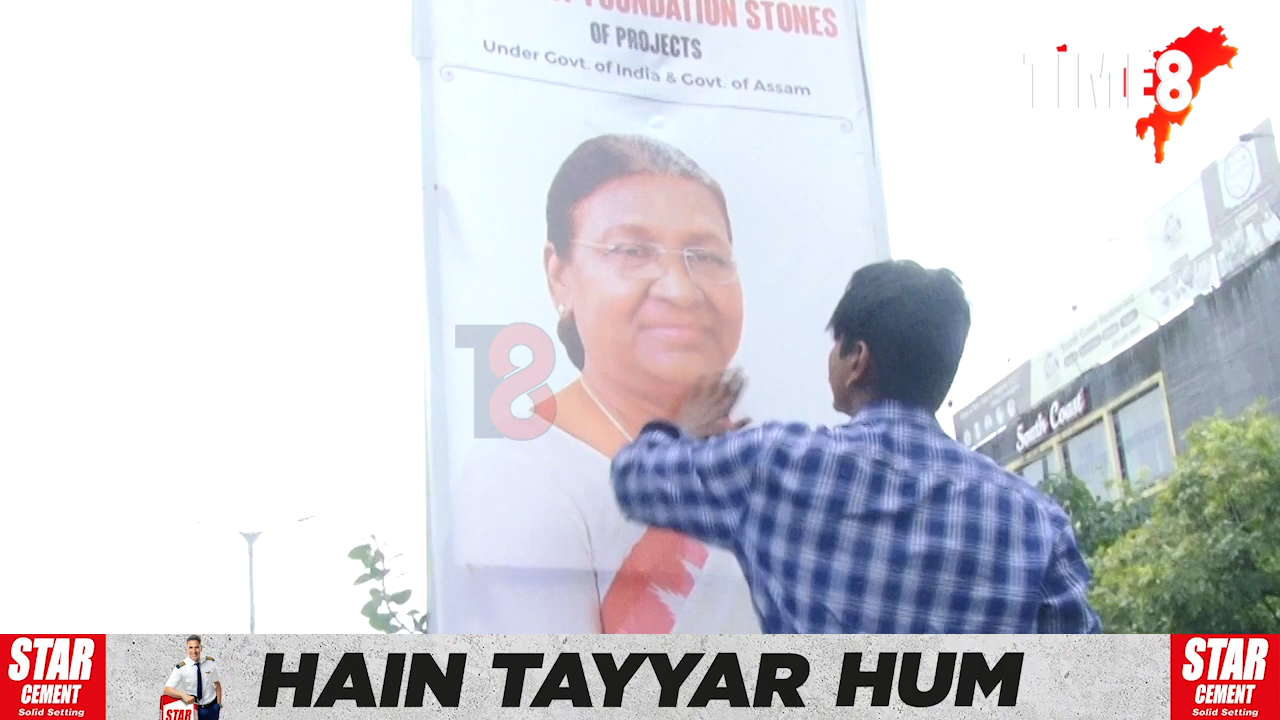 FOUNDATION STONES
OF PROJECTS
Under Govt. of India & Govt. of Assam
TIME8
T8
South Coast
STAR
CEMENT
Solid Setting
STAR
HAIN TAYYAR HUM
STAR
CEMENT
Solid Setting